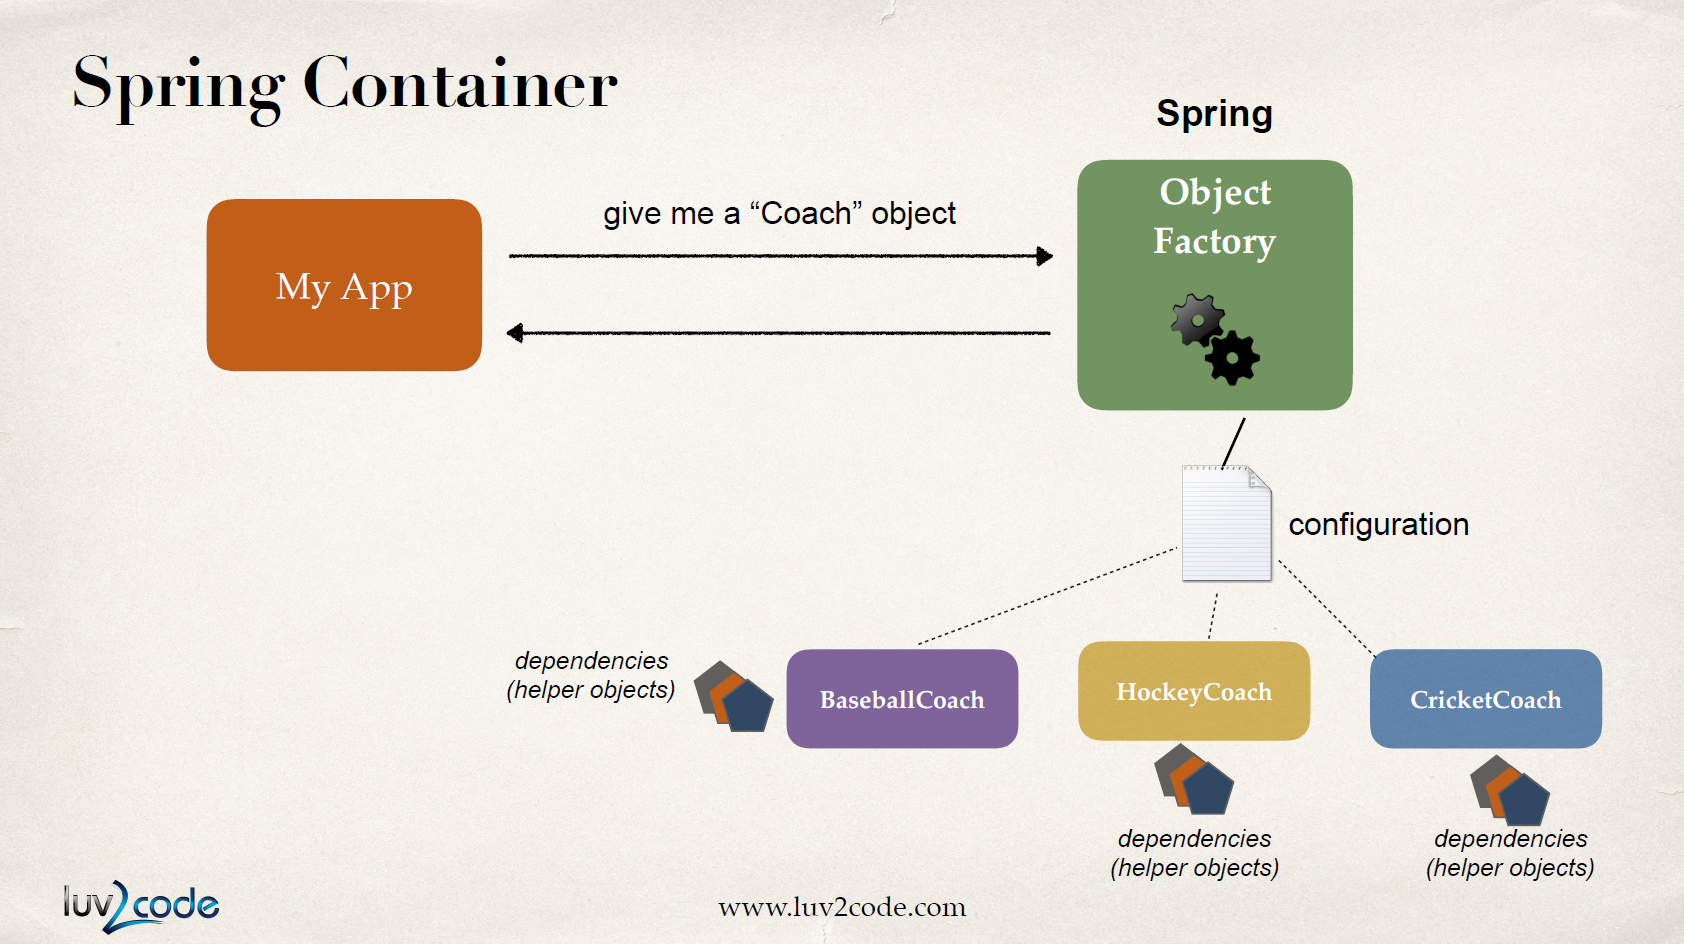 Spring Container
Spring
Object
Factory
give me a “Coach” object
My App
configuration
dependencies
(helper objects)
BaseballCoach
HockeyCoach
CricketCoach
dependencies
(helper objects)
dependencies
(helper objects)
luv2code
www.luv2code.com